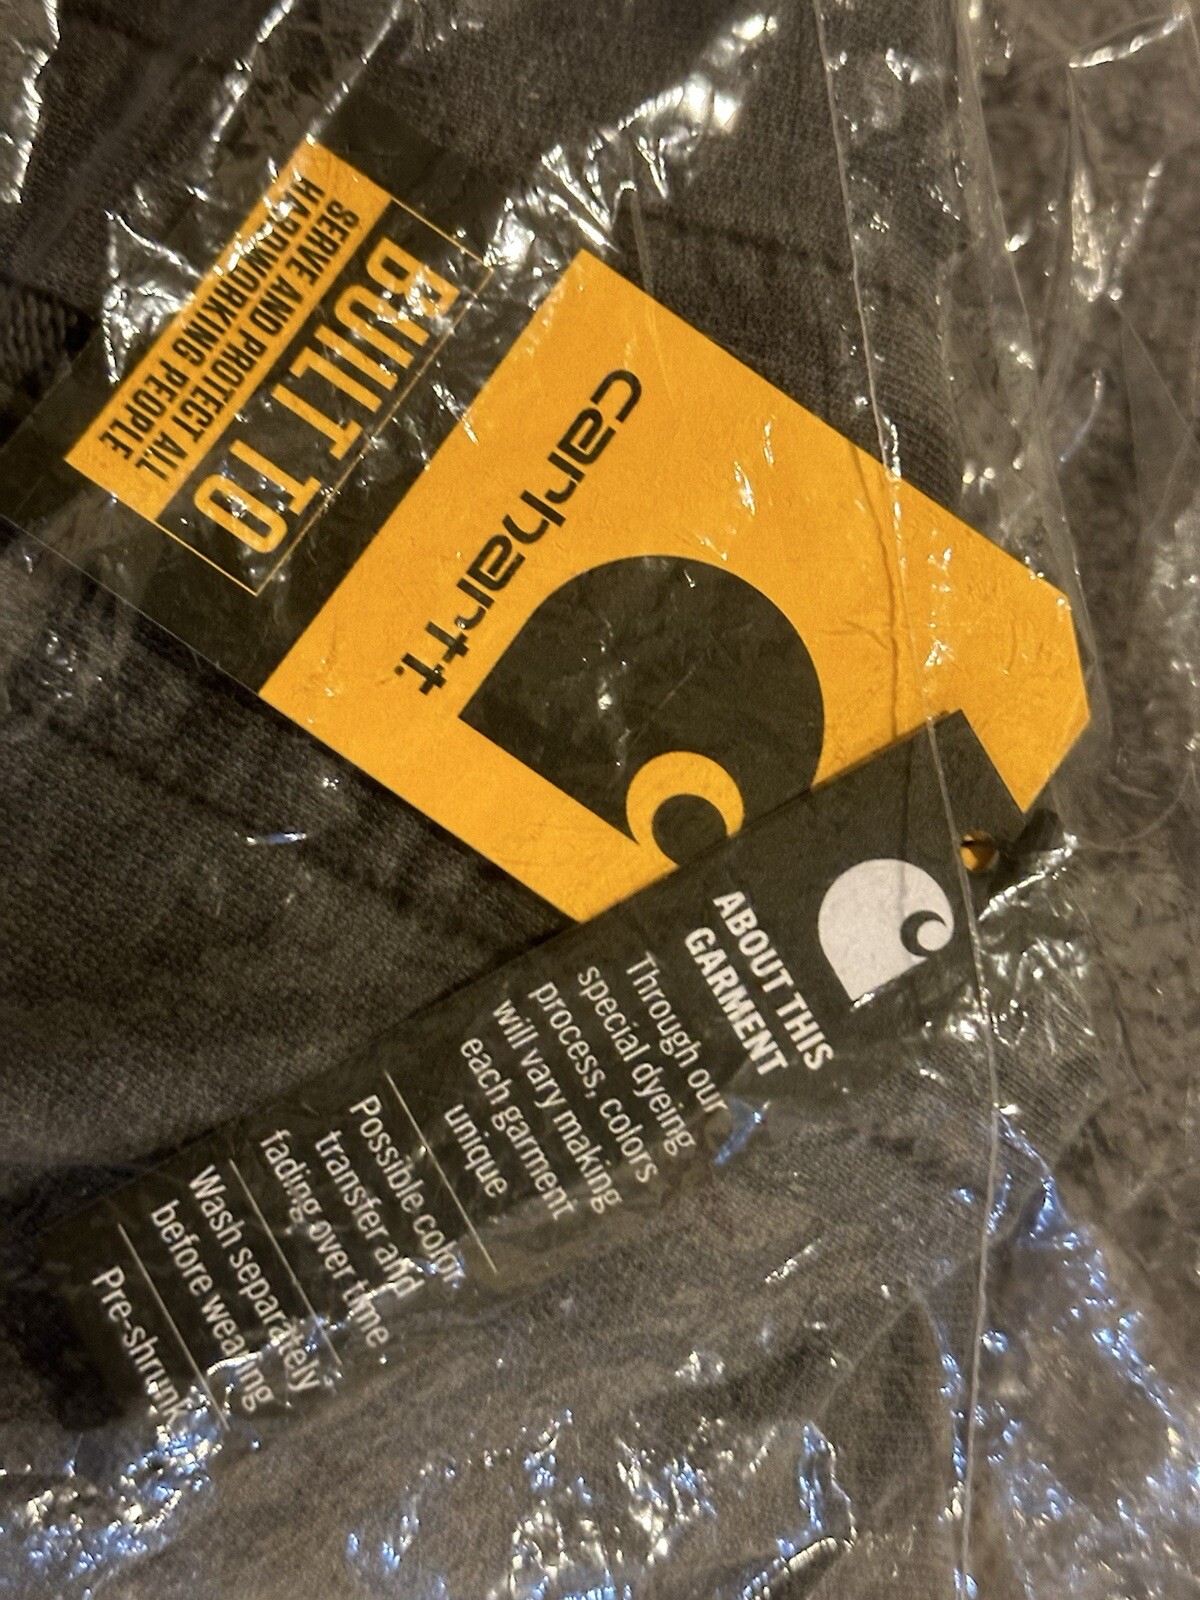 carhartt.
BUILT TO
SERVE AND PROTECT ALL
HARDWORKING PEOPLE
ABOUT THIS
GARMENT
Through our
special dyeing
process, colors
will vary making
each garment
unique
Possible color
transfer and
fading over time
Wash separately
before wearing
Pre-shrunk